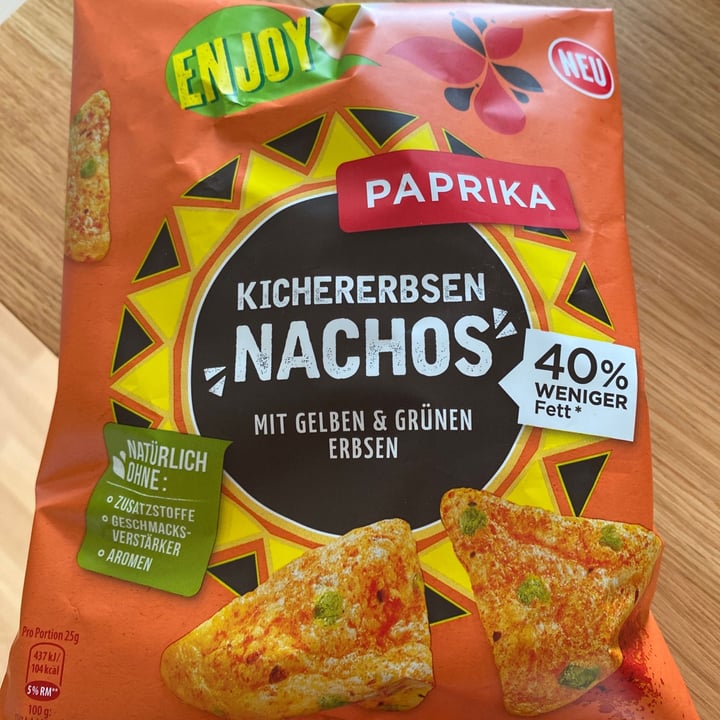 ENJOY
NEU
PAPRIKA
KICHERERBSEN
NACHOS
MIT GELBEN & GRÜNEN
ERBSEN
40%
WENIGER
Fett*
NATÜRLICH
OHNE:
ZUSATZSTOFFE
GESCHMACKS-
VERSTÄRKER
AROMEN
Pro Portion 25g
437 kJ/
104 kcal
5% RM**
100 g: